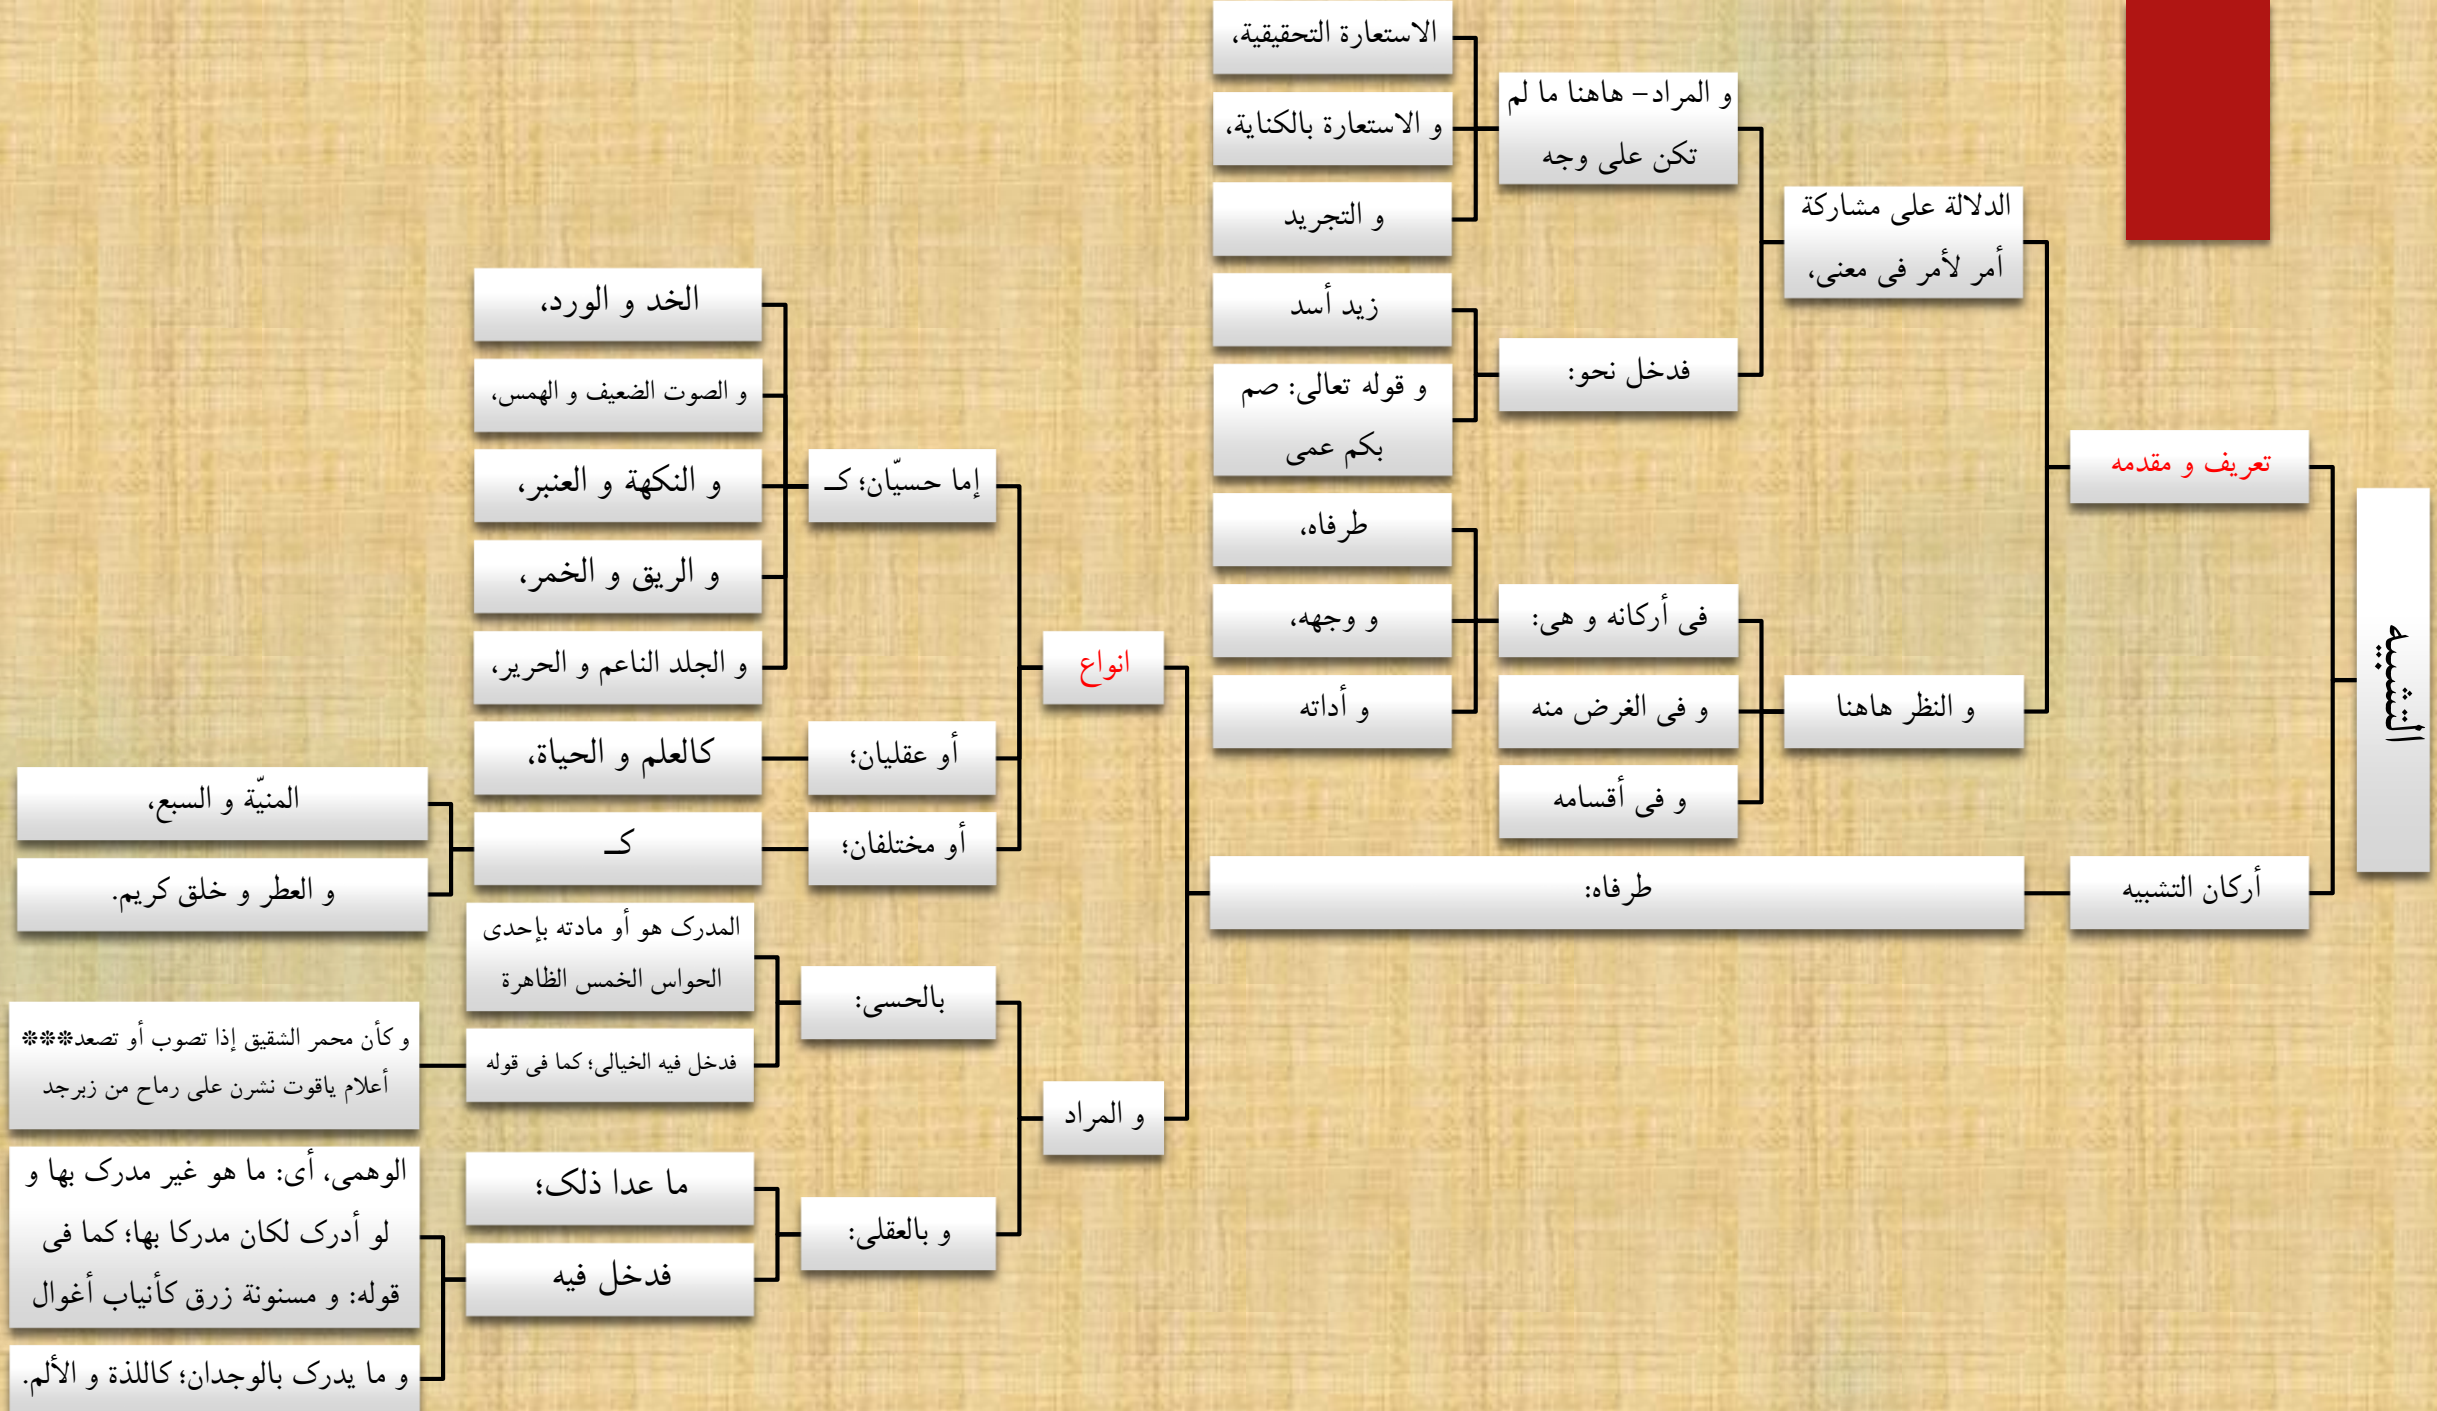 التشبيه
تعريف و مقدمه
الدلالة على مشاركة
أمر لأمر فى معنى،
و المراد– هاهنا ما لم
تكن على وجه
الاستعارة التحقيقية،
و الاستعارة بالكناية،
و التجريد
فدخل نحو:
زيد أسد
و قوله تعالى: صم
بكم عمى
و النظر هاهنا
فى أركانه و هى:
طرفاه،
و وجهه،
و أداته
و فى الغرض منه
و فى أقسامه
أركان التشبيه
طرفاه:
انواع
إما حسيّان؛ كـ
الخد و الورد،
و الصوت الضعيف و الهمس،
و النكهة و العنبر،
و الريق و الخمر،
و الجلد الناعم و الحرير،
أو عقليان؛
كالعلم و الحياة،
أو مختلفان؛
كـ
المنيّة و السبع،
و العطر و خلق كريم.
و المراد
بالحسى:
المدرک هو أو مادته بإحدى
الحواس الخمس الظاهرة
فدخل فيه الخيالى؛ كما فى قوله
و كأن محمر الشقيق إذا تصوب أو تصعد***
أعلام ياقوت نشرن على رماح من زبرجد
و بالعقلى:
ما عدا ذلک؛
فدخل فيه
الوهمى، أى: ما هو غير مدرک بها و
لو أدرک لكان مدركا بها؛ كما فى
قوله: و مسنونة زرق كأنياب أغوال
و ما يدرک بالوجدان؛ كاللذة و الألم.